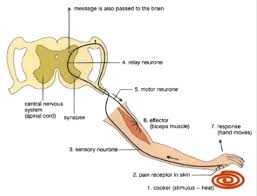 message is also passed to the brain
4. relay neurone
5. motor neurone
central nervous
system
(spinal cord)
synapse
6. effector
(biceps muscle)
7 response
(hand moves)
3. sensory neurone
2. pain receptor in skin
1. cooker (stimulus – heat)